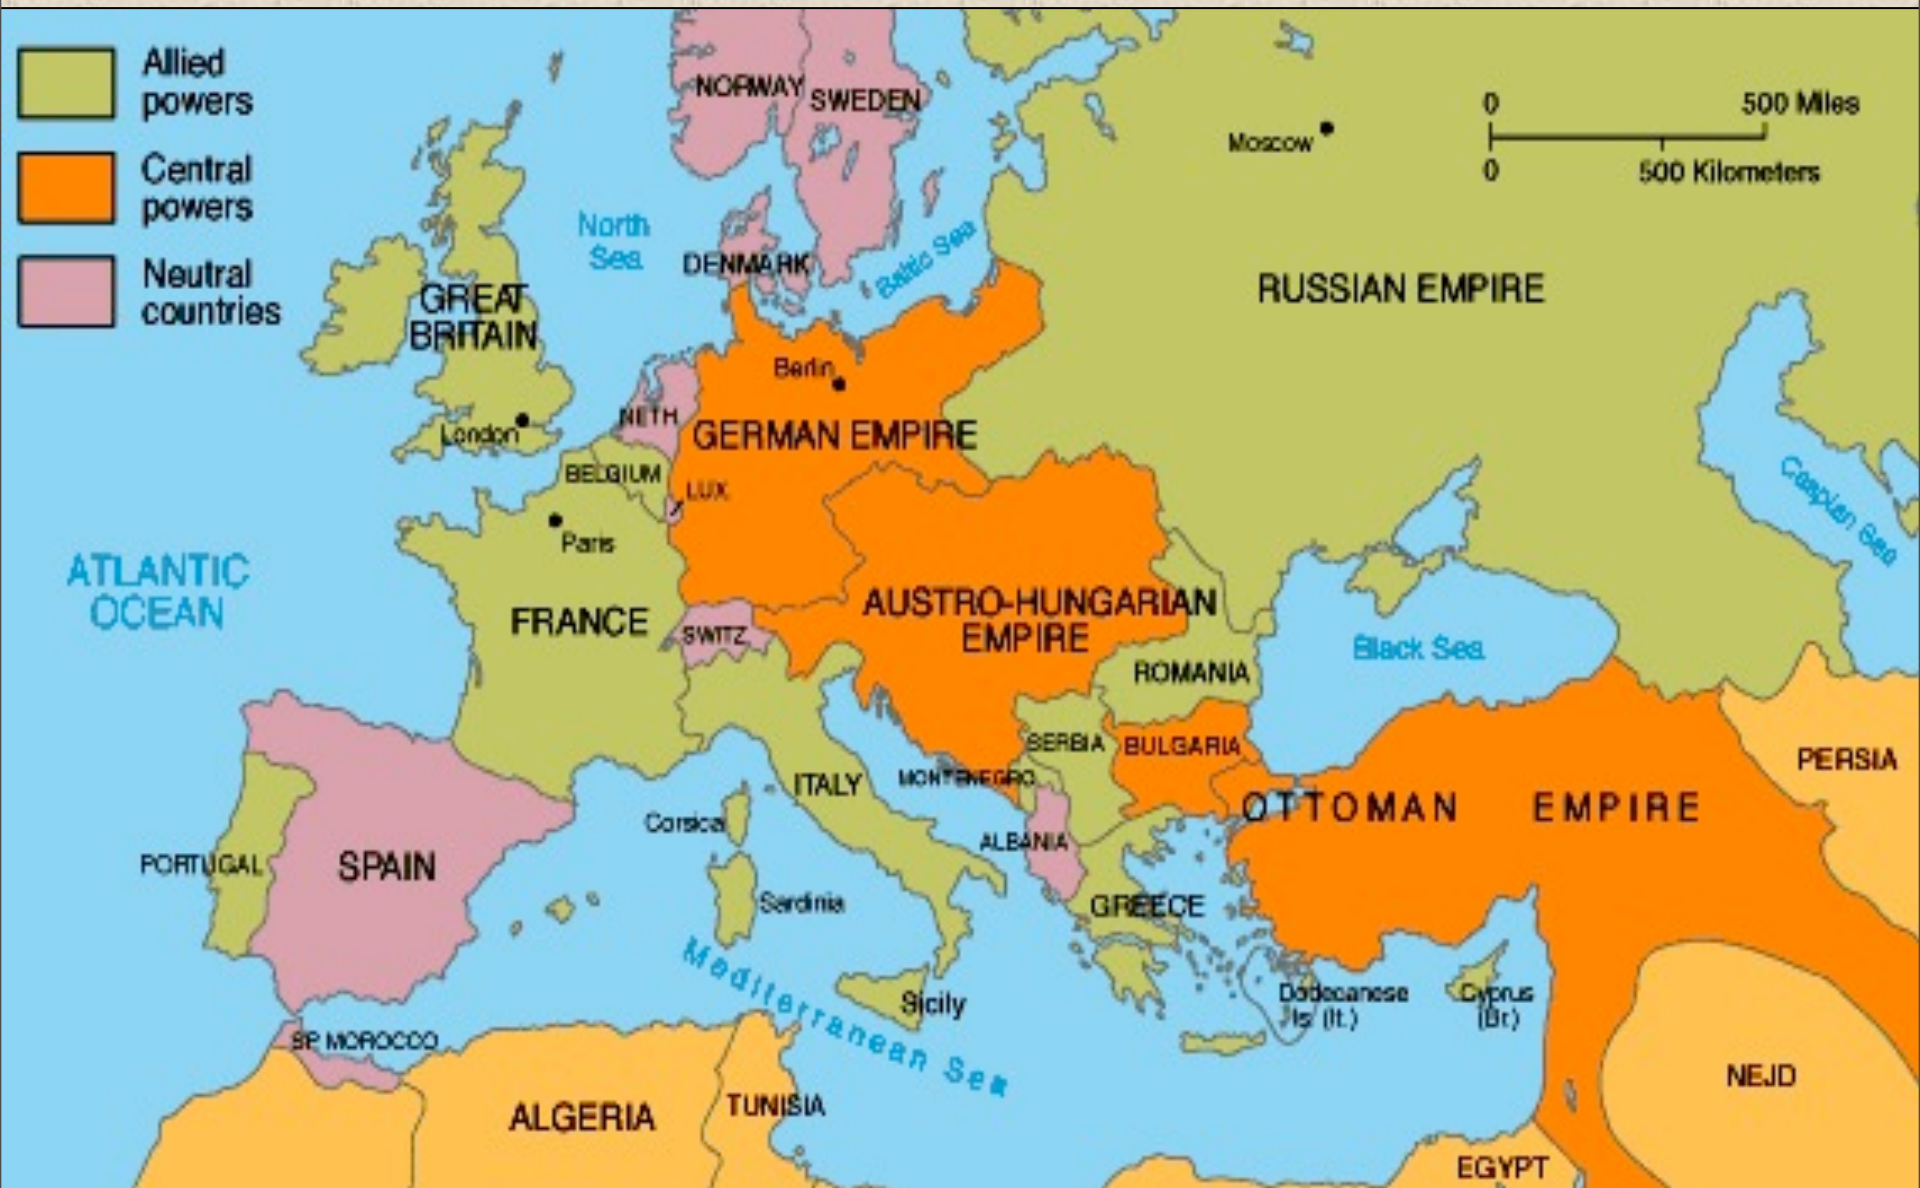 Allied
powers
Central
powers
Neutral
countries
NORWAY
SWEDEN
0
500 Miles
0
500 Kilometers
Moscow
North
Sea
DENMARK
Baltic Sea
RUSSIAN EMPIRE
GREAT
BRITAIN
Berlin
London
NETH
GERMAN EMPIRE
BELGIUM
LUX.
Paris
Caspian Sea
ATLANTIC
OCEAN
FRANCE
SWITZ.
AUSTRO-HUNGARIAN
EMPIRE
Black Sea
ROMANIA
SERBIA
BULGARIA
PERSIA
ITALY
MONTENEGRO
OTTOMAN EMPIRE
Corsica
ALBANIA
PORTUGAL
SPAIN
Sardinia
GREECE
Mediterranean Sea
Sicily
Dodecanese
Is. (It.)
Cyprus
(Br.)
SP. MOROCCO
ALGERIA
TUNISIA
NEJD
EGYPT